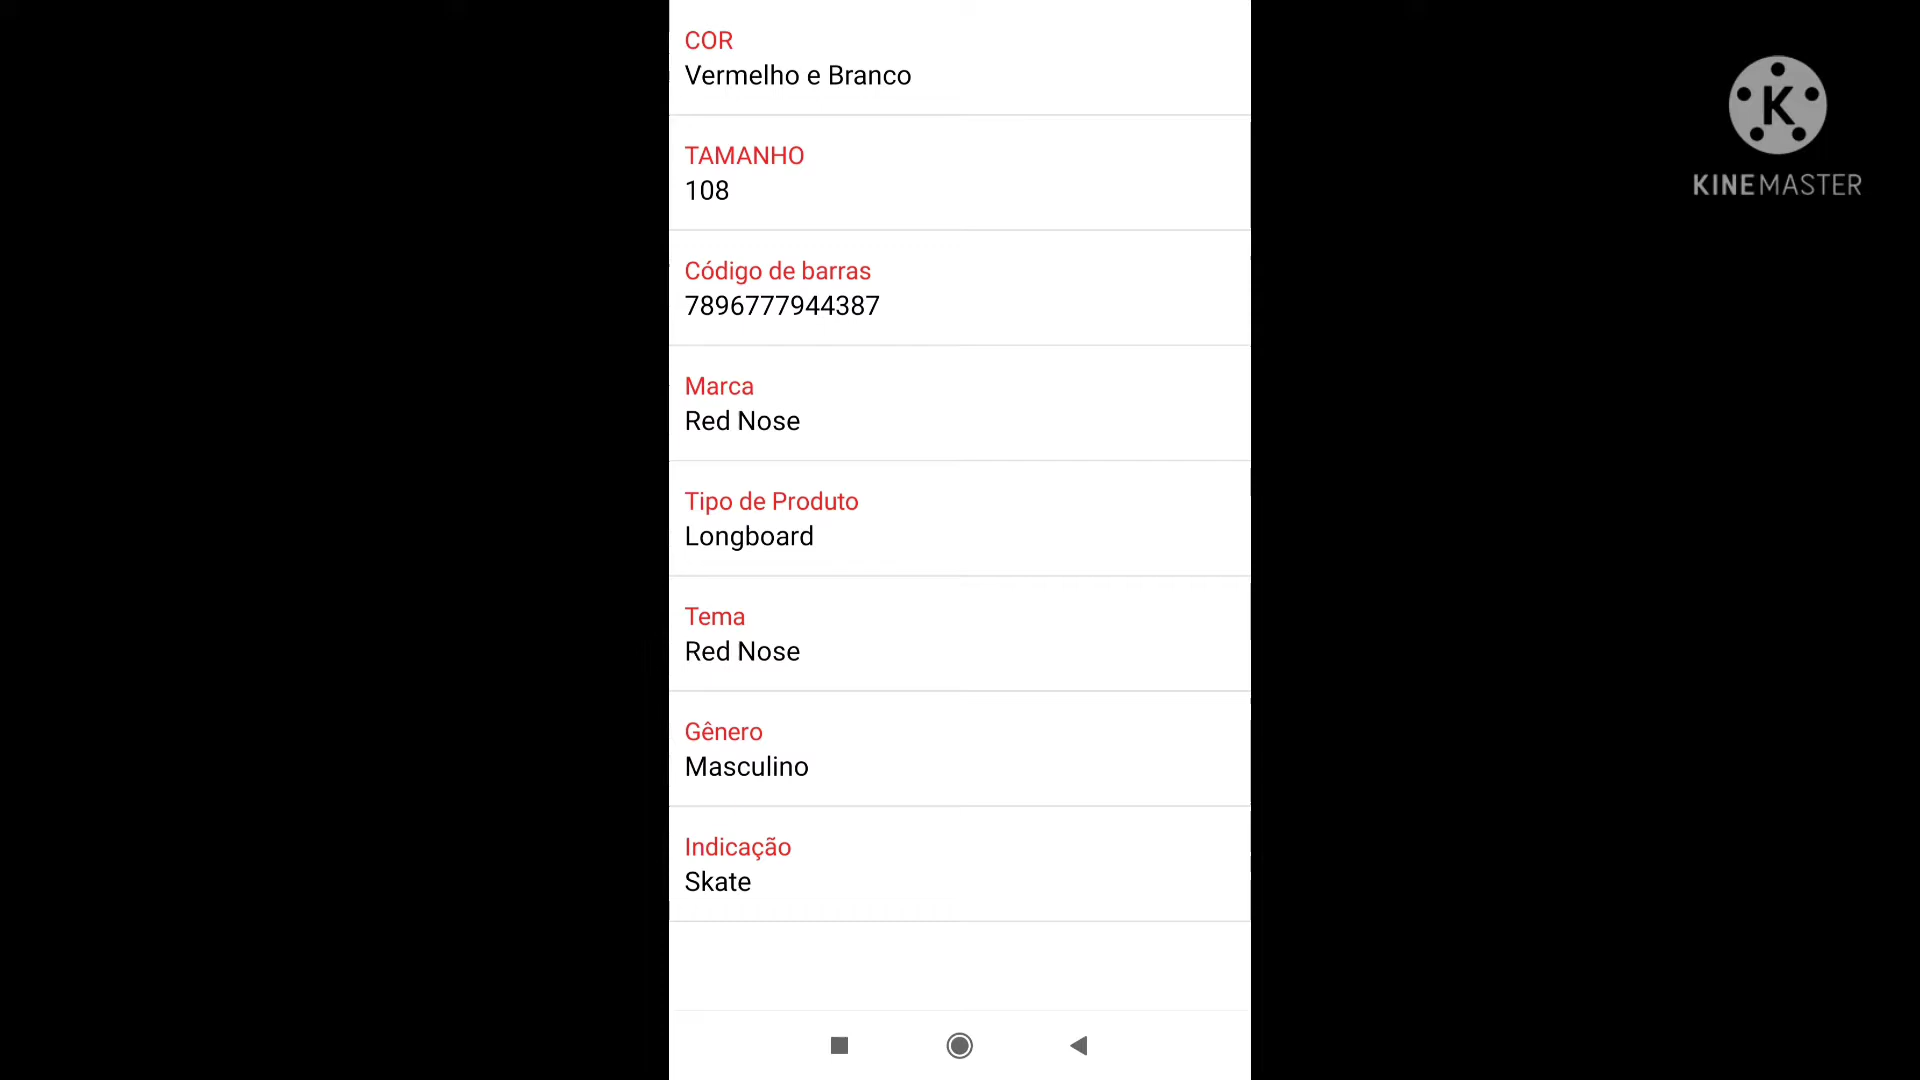 COR
Vermelho e Branco
TAMANHO
108
Código de barras
7896777944387
Marca
Red Nose
Tipo de Produto
Longboard
Tema
Red Nose
Gênero
Masculino
Indicação
Skate
K
KINEMASTER